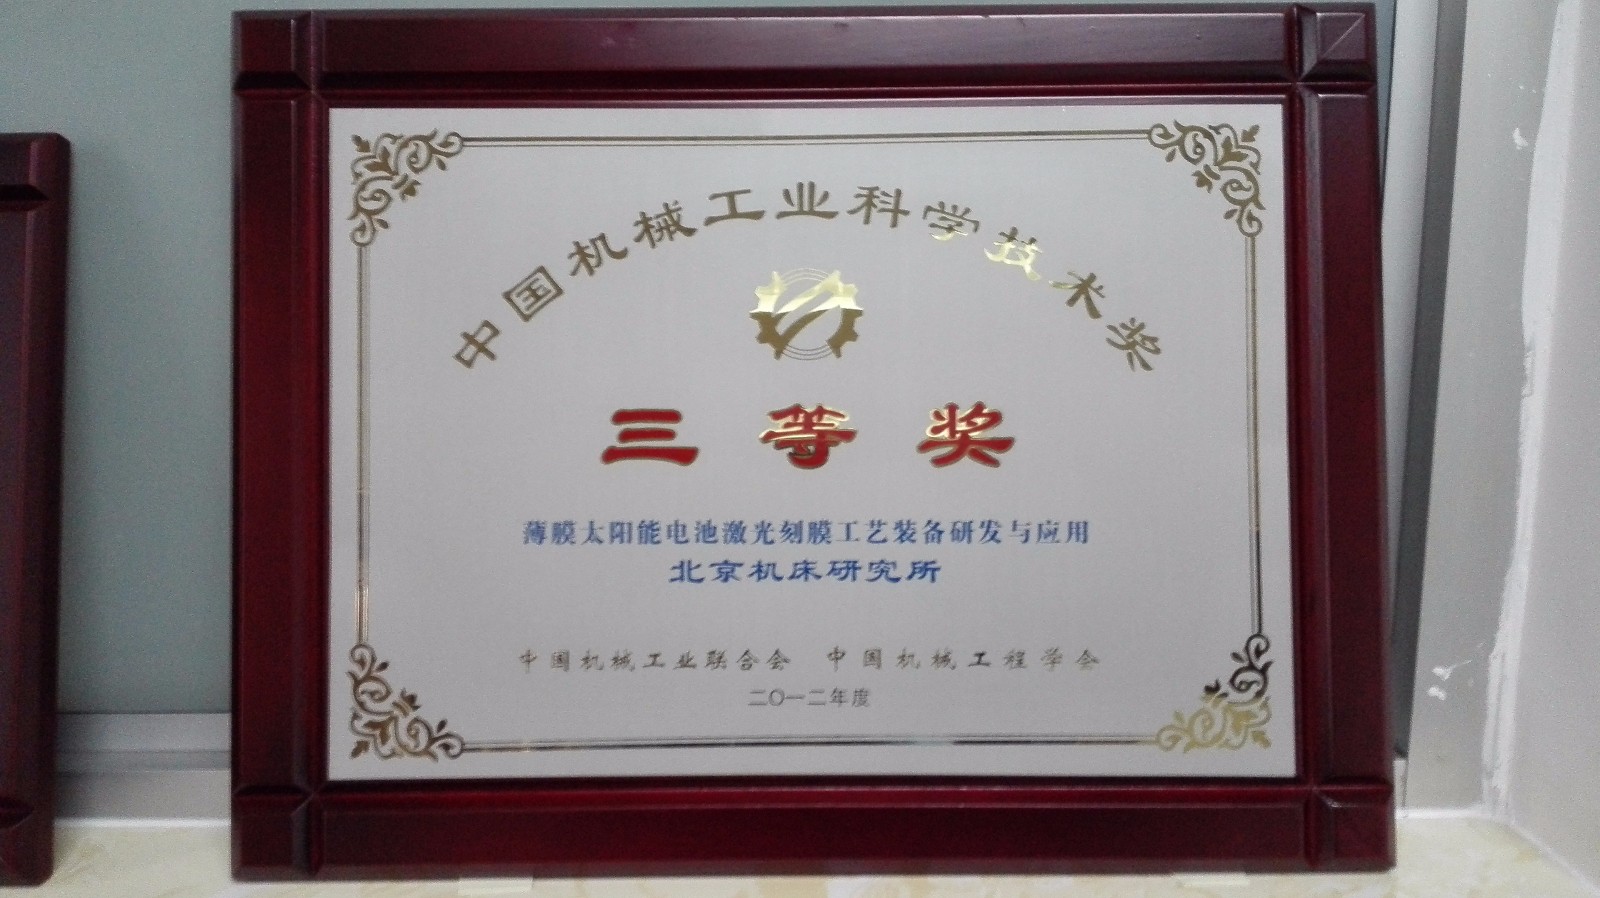 中国机械工业科学技术奖
三等奖
薄膜太阳能电池激光刻膜工艺装备研发与应用
北京机床研究所
中国机械工业联合会 中国机械工程学会
二〇一二年度